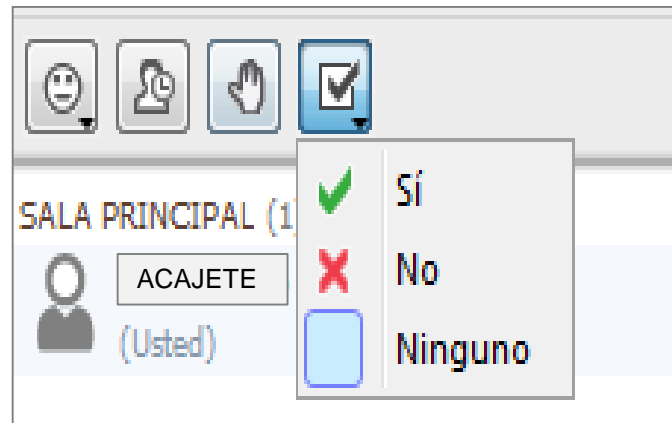 SALA PRINCIPAL (1
ACAJETE
(Usted)
Sí
No
Ninguno